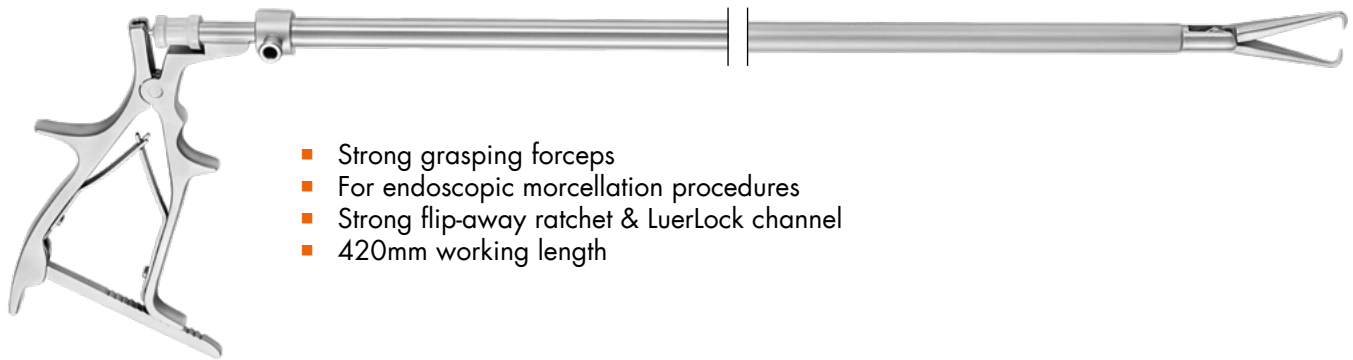 Strong grasping forceps
For endoscopic morcellation procedures
Strong flip-away ratchet & LuerLock channel
420mm working length